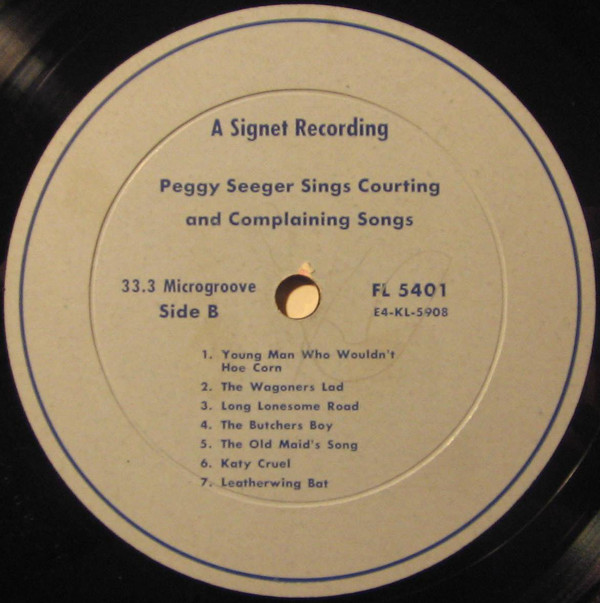 A Signet Recording
Peggy Seeger Sings Courting
and Complaining Songs
33.3 Microgroove
Side B
FL 5401
E4-KL-5908
1. Young Man Who Wouldn't
Hoe Corn
2. The Wagoners Lad
3. Long Lonesome Road
4. The Butchers Boy
5. The Old Maid's Song
6. Katy Cruel
7. Leatherwing Bat